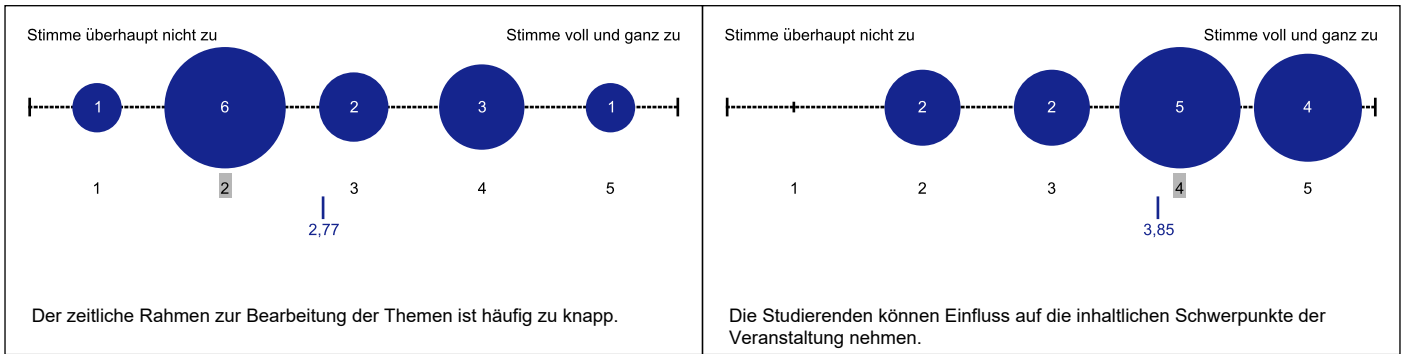 Stimme überhaupt nicht zu Stimme voll und ganz zu
1 6 2 3 1
1 2 3 4 5
2,77
Der zeitliche Rahmen zur Bearbeitung der Themen ist häufig zu knapp.
Stimme überhaupt nicht zu Stimme voll und ganz zu
2 2 5 4
1 2 3 4 5
3,85
Die Studierenden können Einfluss auf die inhaltlichen Schwerpunkte der
Veranstaltung nehmen.